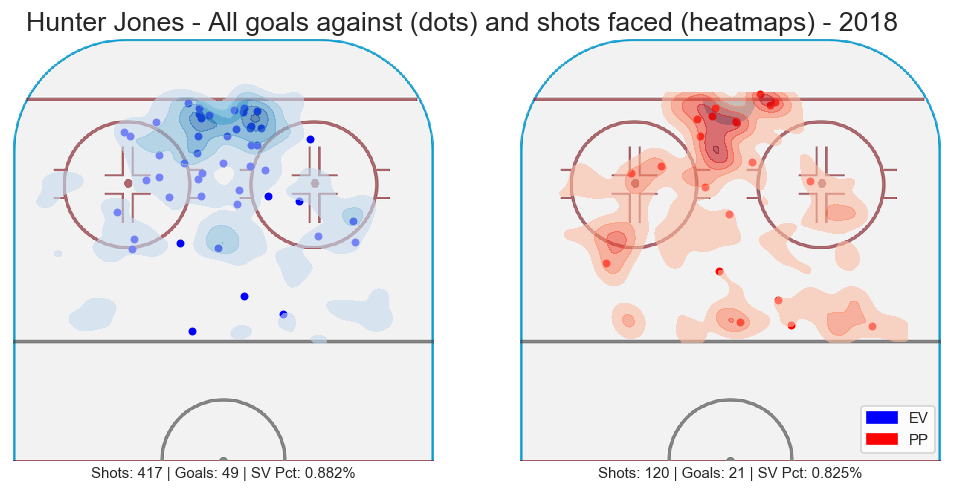 Hunter Jones - All goals against (dots) and shots faced (heatmaps) - 2018
EV
PP
Shots: 417 | Goals: 49 | SV Pct: 0.882%
Shots: 120 | Goals: 21 | SV Pct: 0.825%